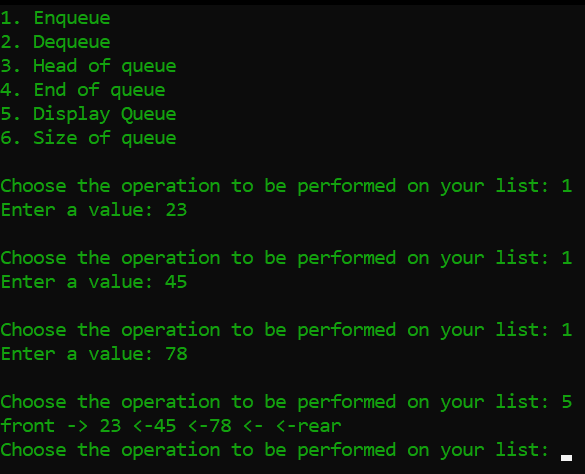 1. Enqueue
2. Dequeue
3. Head of queue
4. End of queue
5. Display Queue
6. Size of queue
Choose the operation to be performed on your list: 1
Enter a value: 23
Choose the operation to be performed on your list: 1
Enter a value: 45
Choose the operation to be performed on your list: 1
Enter a value: 78
Choose the operation to be performed on your list: 5
front -> 23 <-45 <-78 <- <-rear
Choose the operation to be performed on your list: